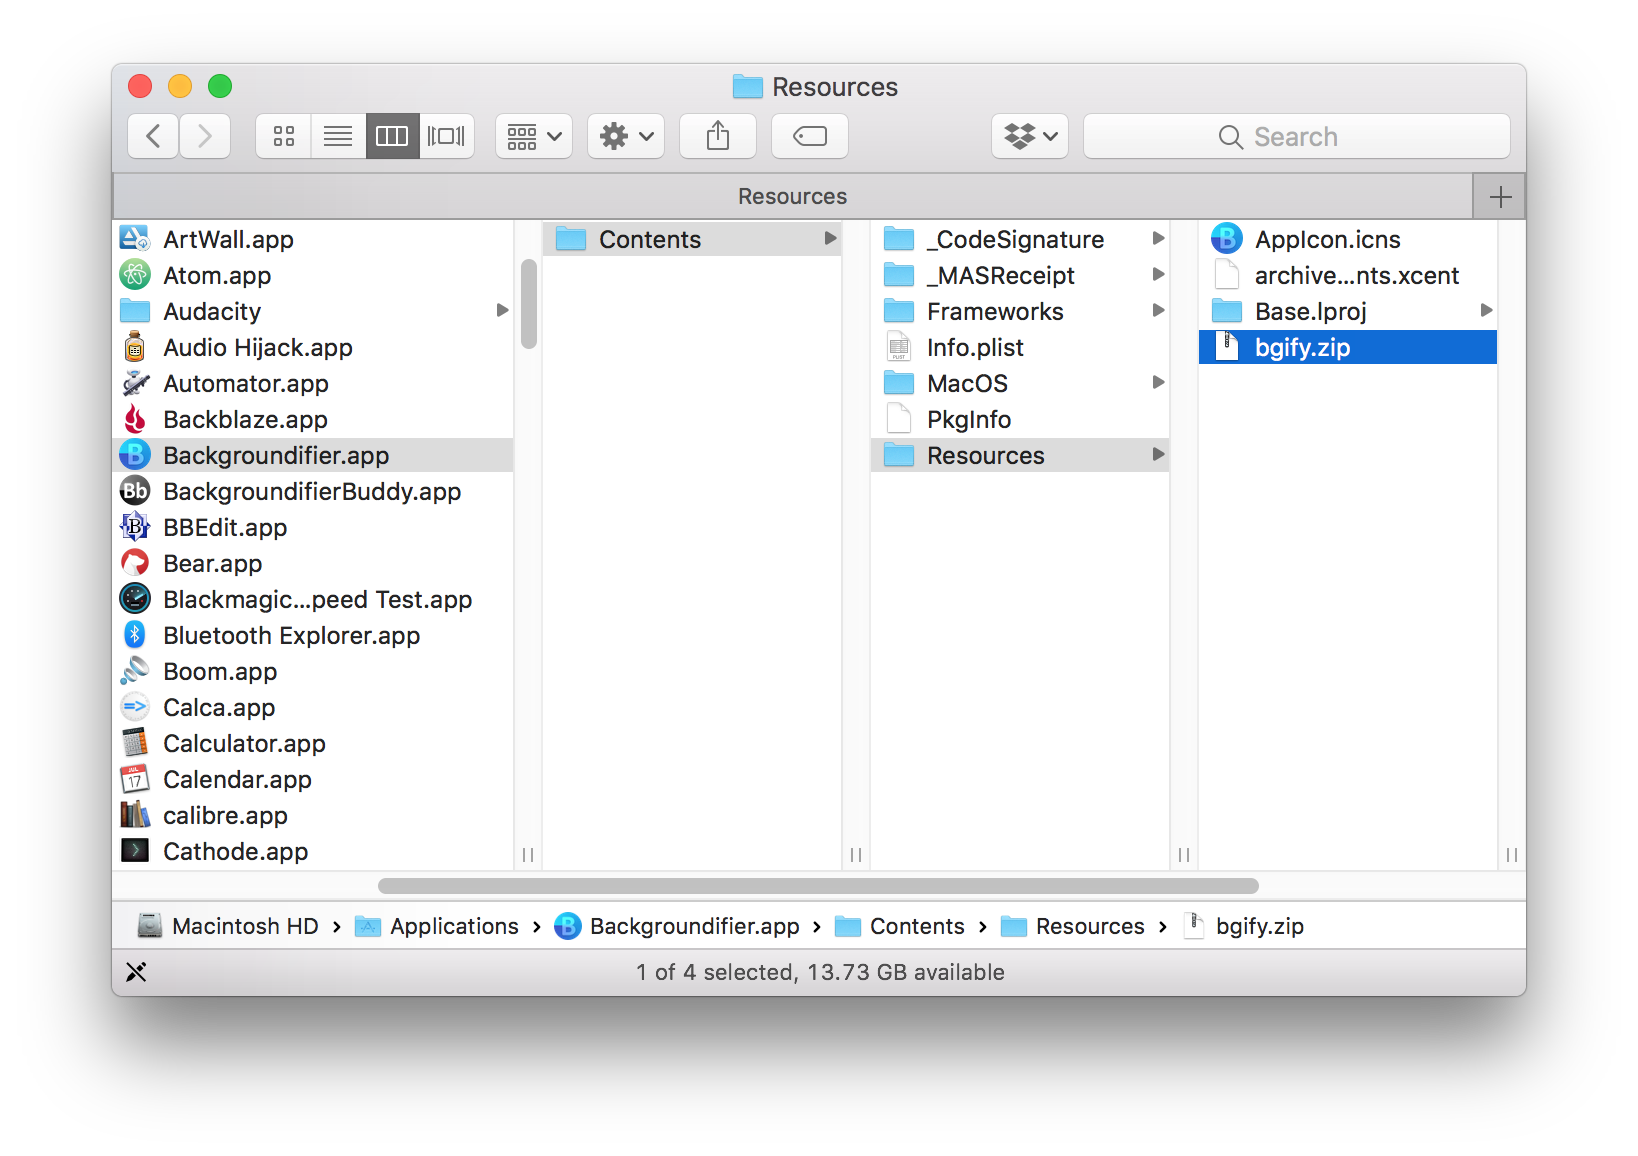 Resources
Search
Resources
ArtWall.app
Atom.app
Audacity
Audio Hijack.app
Automator.app
Backblaze.app
Backgroundifier.app
BackgroundifierBuddy.app
BBEdit.app
Bear.app
Blackmagic...peed Test.app
Bluetooth Explorer.app
Boom.app
Calca.app
Calculator.app
Calendar.app
calibre.app
Cathode.app
Contents
_CodeSignature
_MASReceipt
Frameworks
Info.plist
MacOS
PkgInfo
Resources
AppIcon.icns
archive...nts.xcent
Base.lproj
bgify.zip
Macintosh HD › Applications › Backgroundifier.app › Contents › Resources › bgify.zip
1 of 4 selected, 13.73 GB available